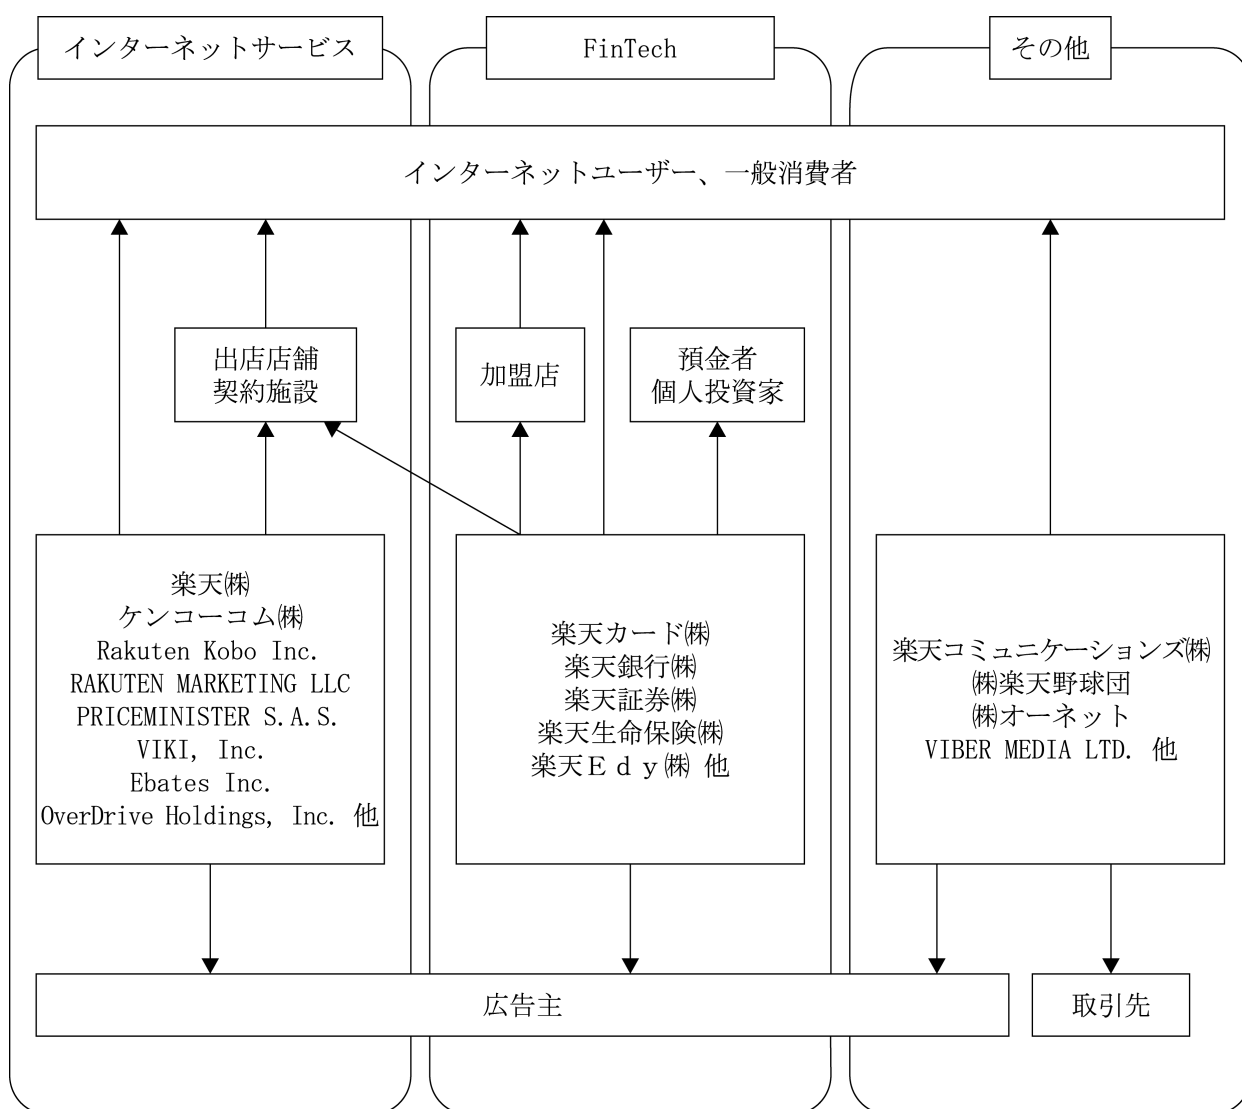 インターネットサービス
FinTech
その他
インターネットユーザー、一般消費者
出店店舗
契約施設
加盟店
預金者
個人投資家
楽天㈱
ケンコーコム㈱
Rakuten Kobo Inc.
RAKUTEN MARKETING LLC
PRICEMINISTER S.A.S.
VIKI, Inc.
Ebates Inc.
OverDrive Holdings, Inc. 他
楽天カード㈱
楽天銀行㈱
楽天証券㈱
楽天生命保険㈱
楽天Ｅｄｙ㈱ 他
楽天コミュニケーションズ㈱
㈱楽天野球団
㈱オーネット
VIBER MEDIA LTD. 他
広告主
取引先